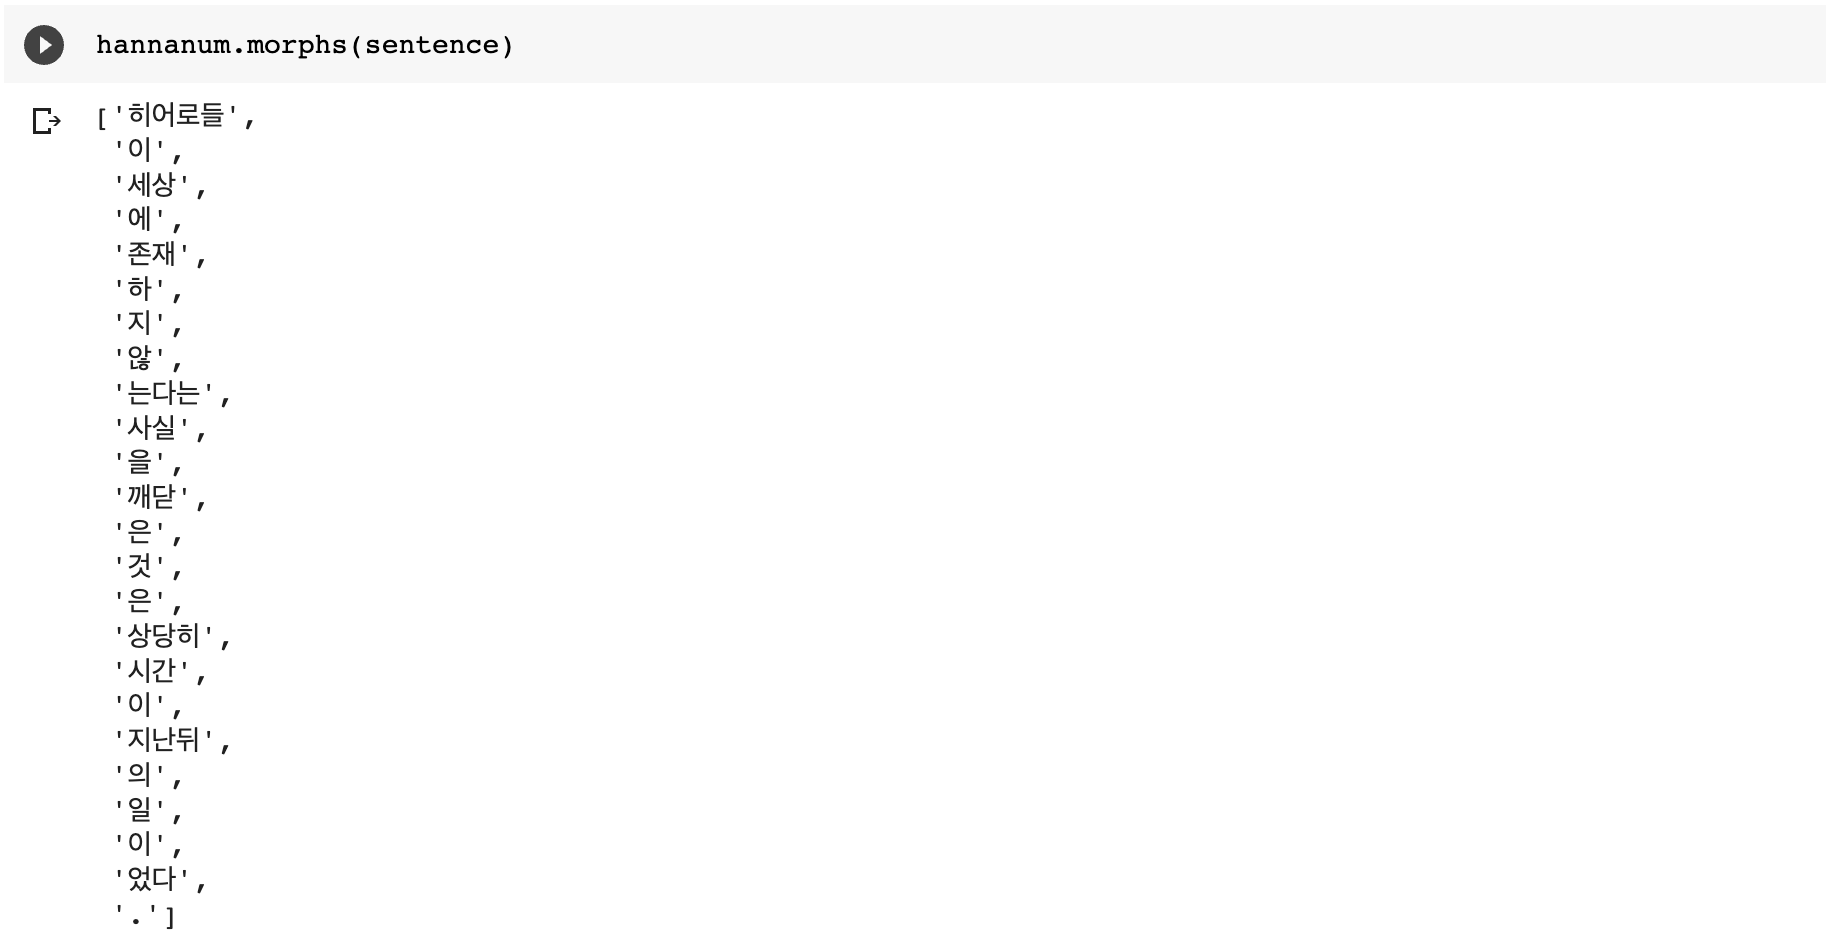 hannanum.morphs(sentence)
['히어로들',
'이',
'세상',
'에',
'존재',
'하',
'지',
'않',
'는다는',
'사실',
'을',
'깨닫',
'은',
'것',
'은',
'상당히',
'시간',
'이',
'지난뒤',
'의',
'일',
'이',
'었다',
'.']